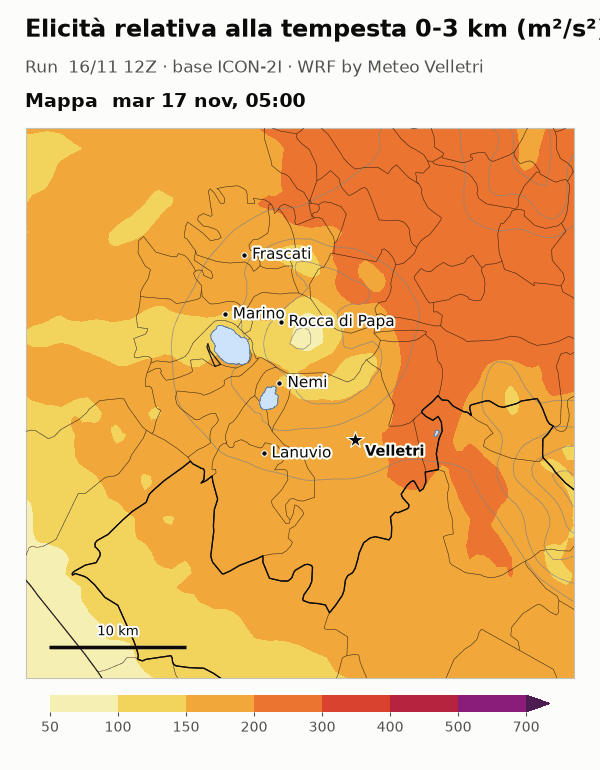 Elicità relativa alla tempesta 0-3 km (m²/s²)
Run 16/11 12Z · base ICON-2I · WRF by Meteo Velletri
Mappa mar 17 nov, 05:00
Frascati
Marino
Rocca di Papa
Nemi
Velletri
Lanuvio
10 km
50 100 150 200 300 400 500 700